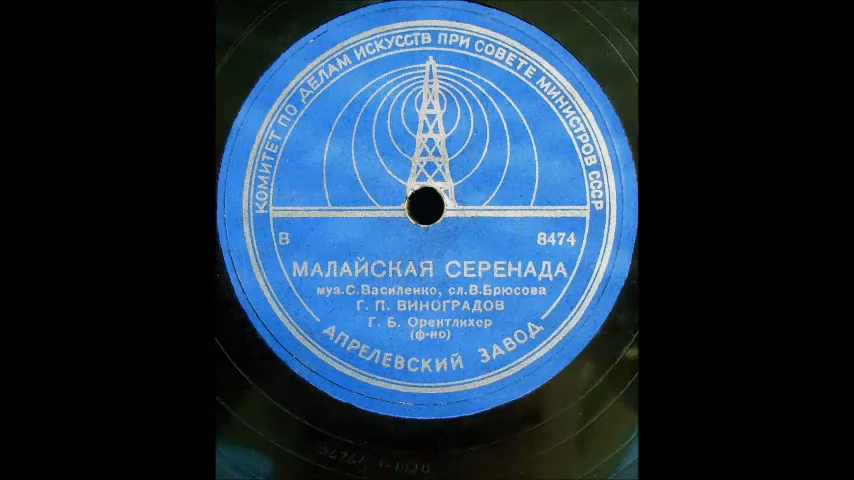 КОМИТЕТ ПО ДЕЛАМ ИСКУССТВ ПРИ СОВЕТЕ МИНИСТРОВ СССР
В 8474
МАЛАЙСКАЯ СЕРЕНАДА
муз.С.Василенко, сл.В.Брюсова
Г. П. ВИНОГРАДОВ
Г. Б. Орентлихер
(ф-но)
АПРЕЛЕВСКИЙ ЗАВОД